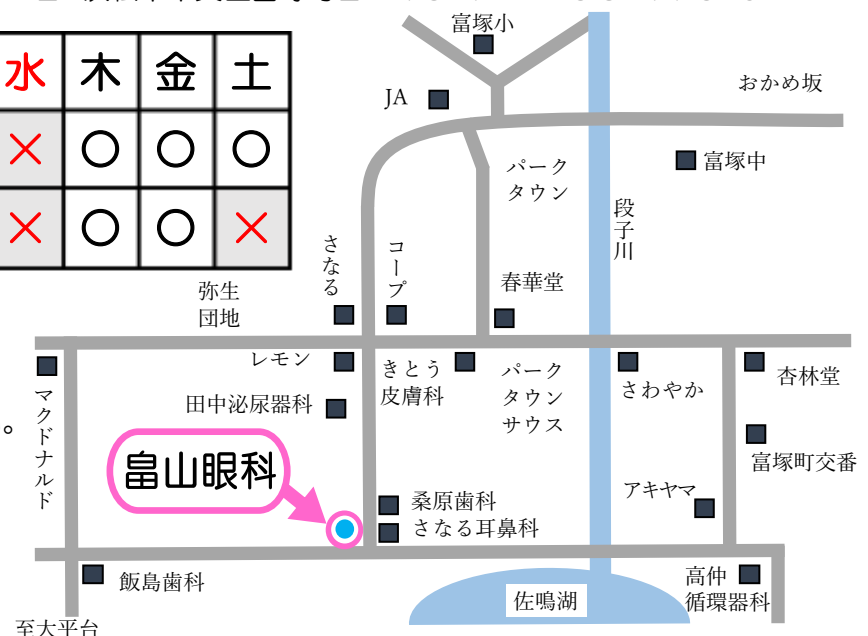 水 木 金 土
× ○ ○ ○
× ○ ○ ×
富塚小
JA
おかめ坂
富塚中
パーク
タウン
段子川
さなる
コープ
春華堂
弥生
団地
レモン
きとう
皮膚科
パーク
タウン
サウス
さわやか
杏林堂
マクドナルド
田中泌尿器科
富塚町交番
。
畠山眼科
アキヤマ
桑原歯科
さなる耳鼻科
飯島歯科
佐鳴湖
高仲
循環器科
至大平台